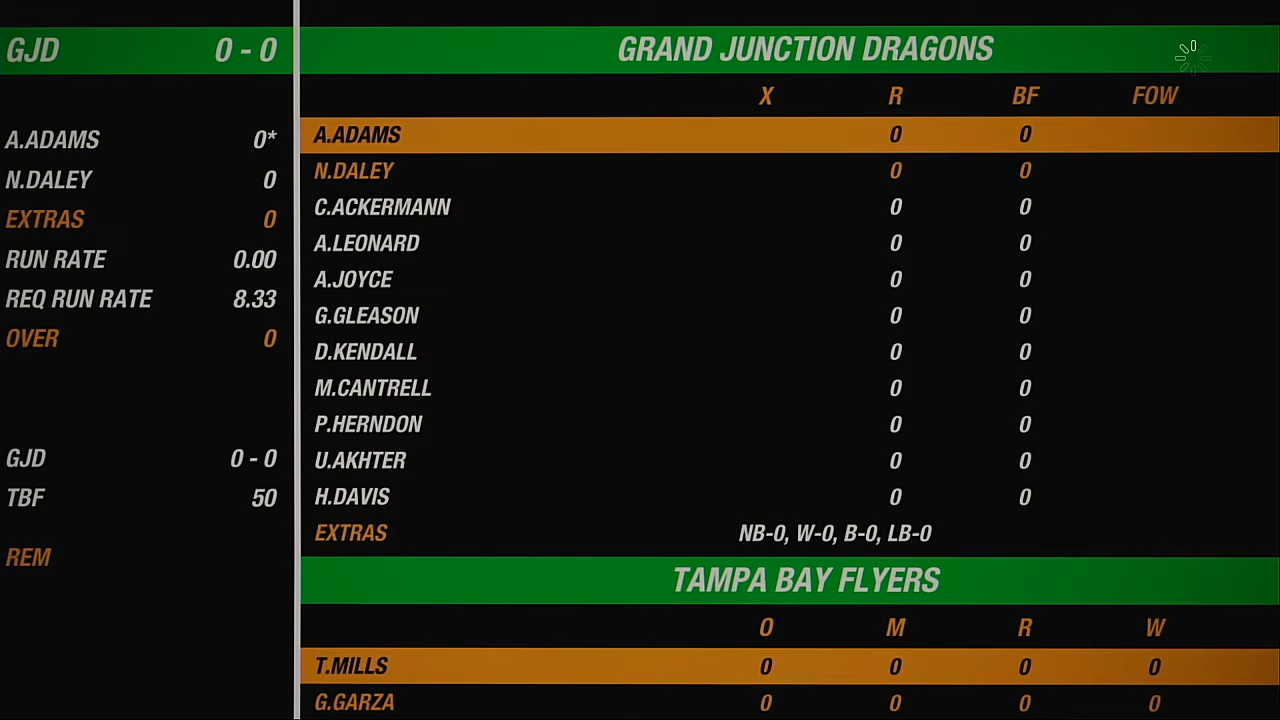 GJD 0 - 0
A.ADAMS 0*
N.DALEY 0
EXTRAS 0
RUN RATE 0.00
REQ RUN RATE 8.33
OVER 0
GJD 0 - 0
TBF 50
REM
GRAND JUNCTION DRAGONS
X R BF FOW
A.ADAMS 0 0
N.DALEY 0 0
C.ACKERMANN 0 0
A.LEONARD 0 0
A.JOYCE 0 0
G.GLEASON 0 0
D.KENDALL 0 0
M.CANTRELL 0 0
P.HERNDON 0 0
U.AKHTER 0 0
H.DAVIS 0 0
EXTRAS NB-0, W-0, B-0, LB-0
TAMPA BAY FLYERS
O M R W
T.MILLS 0 0 0 0
G.GARZA 0 0 0 0